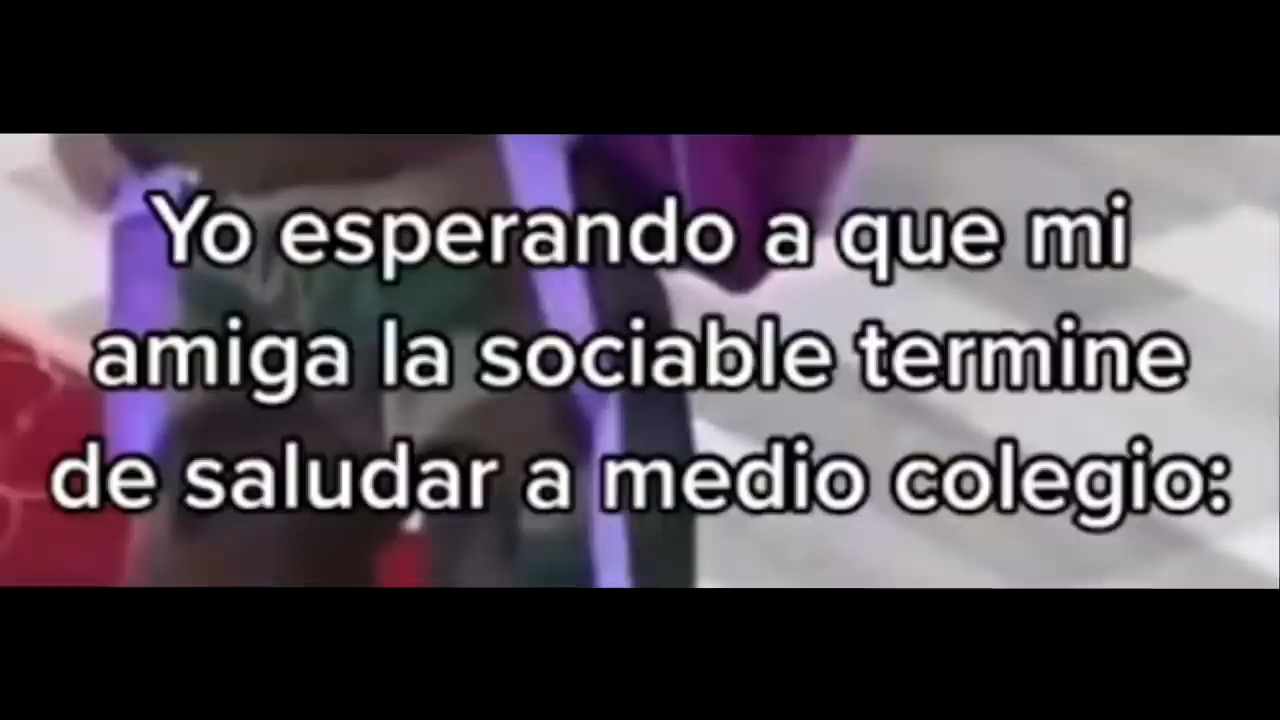 Yo esperando a que mi
amiga la sociable termine
de saludar a medio colegio: